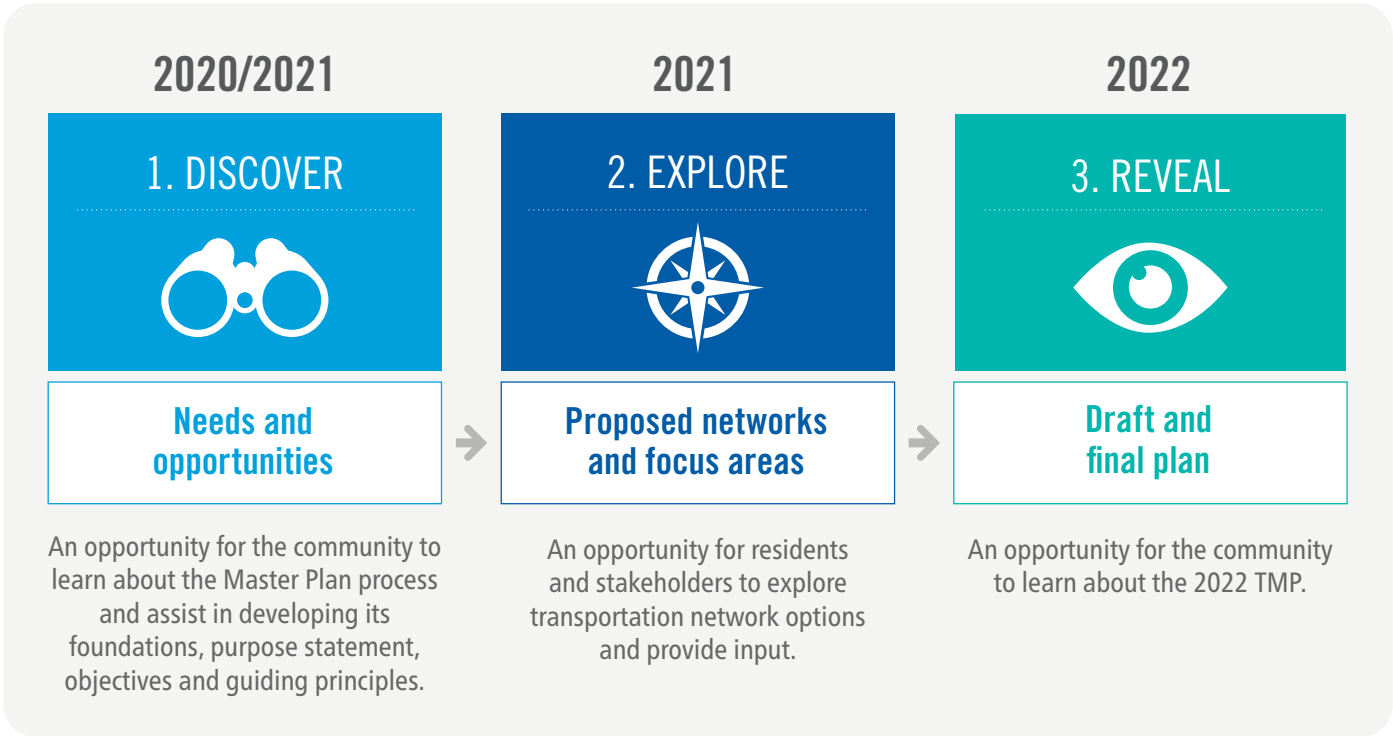 2020/2021
1. DISCOVER
Needs and
opportunities
An opportunity for the community to
learn about the Master Plan process
and assist in developing its
foundations, purpose statement,
objectives and guiding principles.
2021
2. EXPLORE
Proposed networks
and focus areas
An opportunity for residents
and stakeholders to explore
transportation network options
and provide input.
2022
3. REVEAL
Draft and
final plan
An opportunity for the community
to learn about the 2022 TMP.